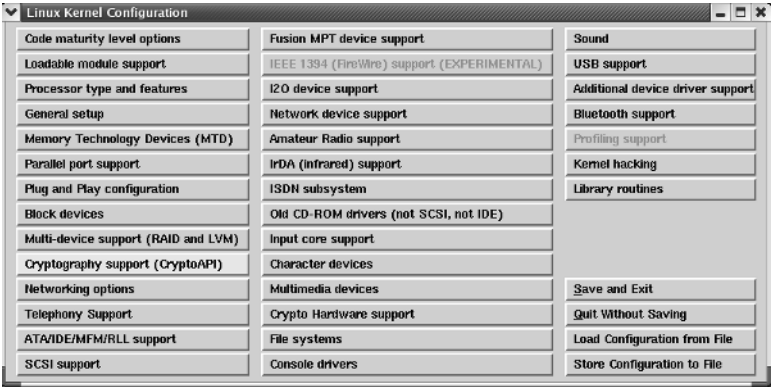 Linux Kernel Configuration
Code maturity level options
Loadable module support
Processor type and features
General setup
Memory Technology Devices (MTD)
Parallel port support
Plug and Play configuration
Block devices
Multi-device support (RAID and LVM)
Cryptography support (CryptoAPI)
Networking options
Telephony Support
ATA/IDE/MFM/RLL support
SCSI support
Fusion MPT device support
IEEE 1394 (FireWire) support (EXPERIMENTAL)
I2O device support
Network device support
Amateur Radio support
IrDA (infrared) support
ISDN subsystem
Old CD-ROM drivers (not SCSI, not IDE)
Input core support
Character devices
Multimedia devices
Crypto Hardware support
File systems
Console drivers
Sound
USB support
Additional device driver support
Bluetooth support
Profiling support
Kernel hacking
Library routines
Save and Exit
Quit Without Saving
Load Configuration from File
Store Configuration to File